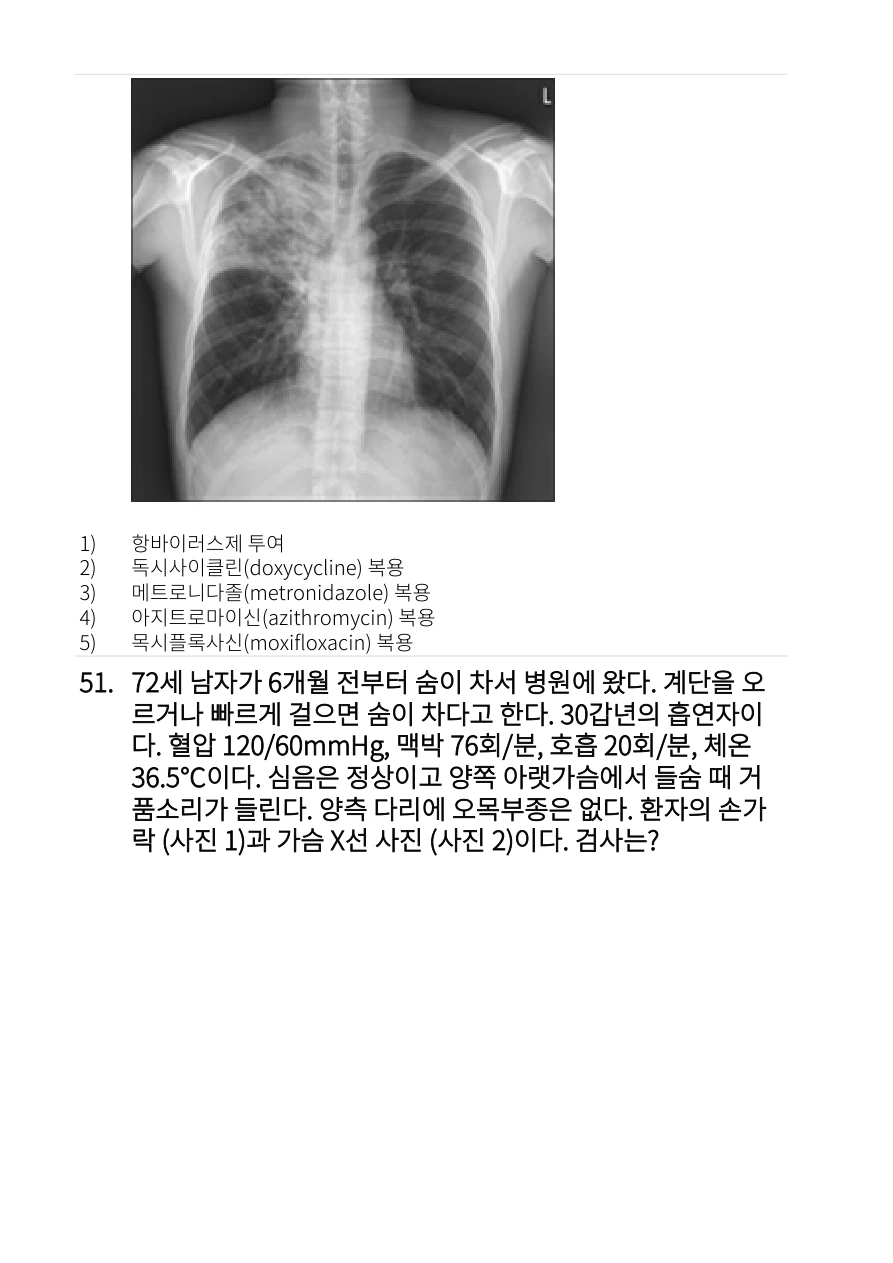 L
1) 항바이러스제 투여
2) 독시사이클린(doxycycline) 복용
3) 메트로니다졸(metronidazole) 복용
4) 아지트로마이신(azithromycin) 복용
5) 목시플록사신(moxifloxacin) 복용
51. 72세 남자가 6개월 전부터 숨이 차서 병원에 왔다. 계단을 오
르거나 빠르게 걸으면 숨이 차다고 한다. 30갑년의 흡연자이
다. 혈압 120/60mmHg, 맥박 76회/분, 호흡 20회/분, 체온
36.5℃이다. 심음은 정상이고 양쪽 아랫가슴에서 들숨 때 거
품소리가 들린다. 양측 다리에 오목부종은 없다. 환자의 손가
락 (사진 1)과 가슴 X선 사진 (사진 2)이다. 검사는?